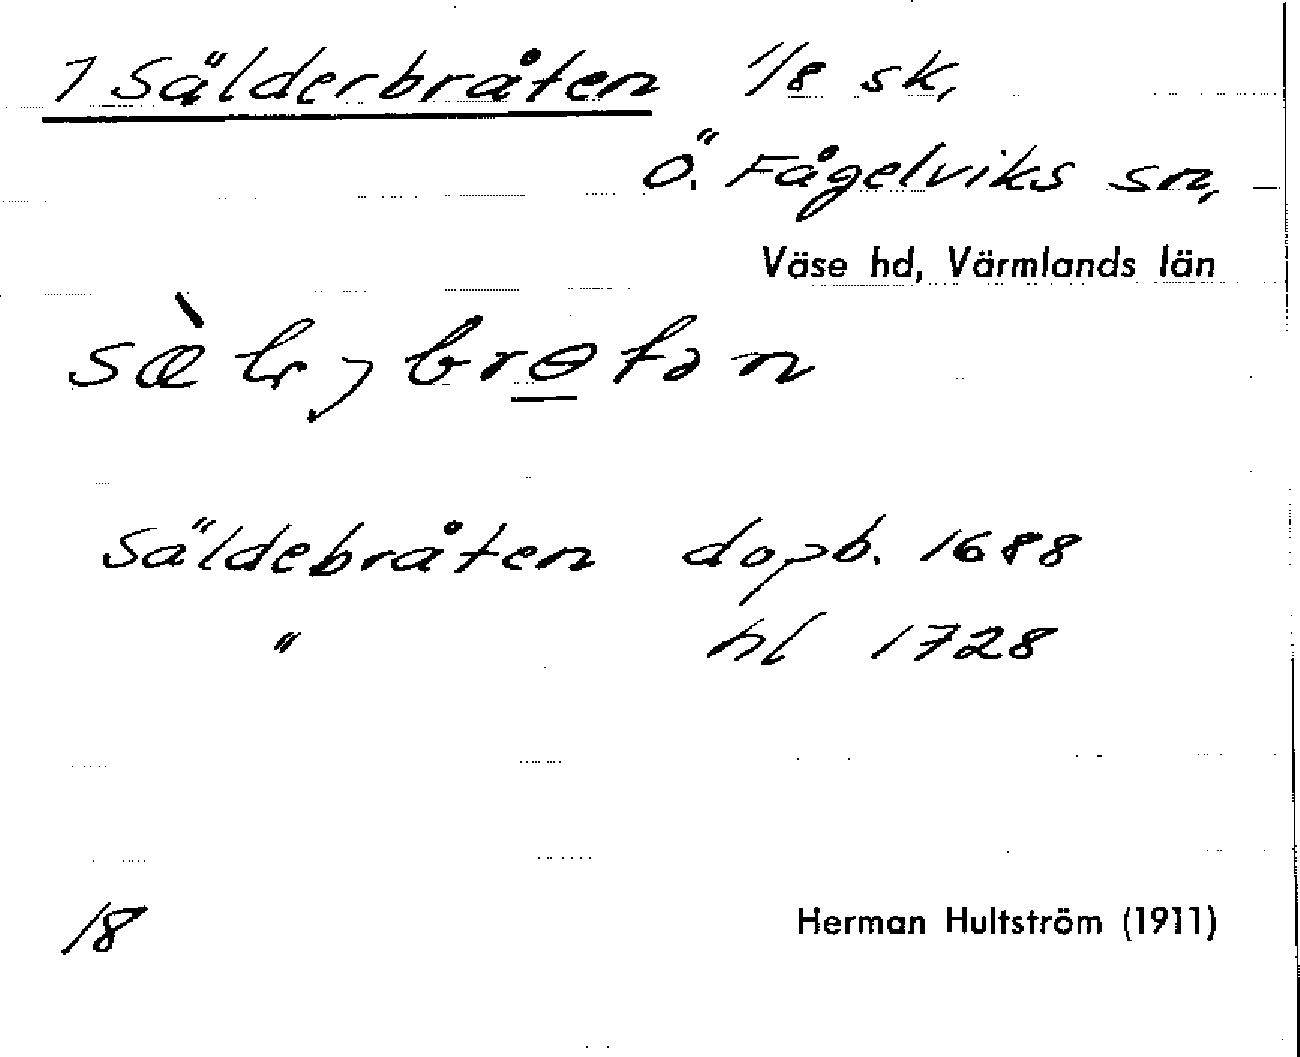 1 Sälderbråten 1/8 sk,
Ö. Fågelviks sn,
Väse hd, Värmlands län
Säldebråten dopb. 1688
" hl 1728
18
Herman Hultström (1911)